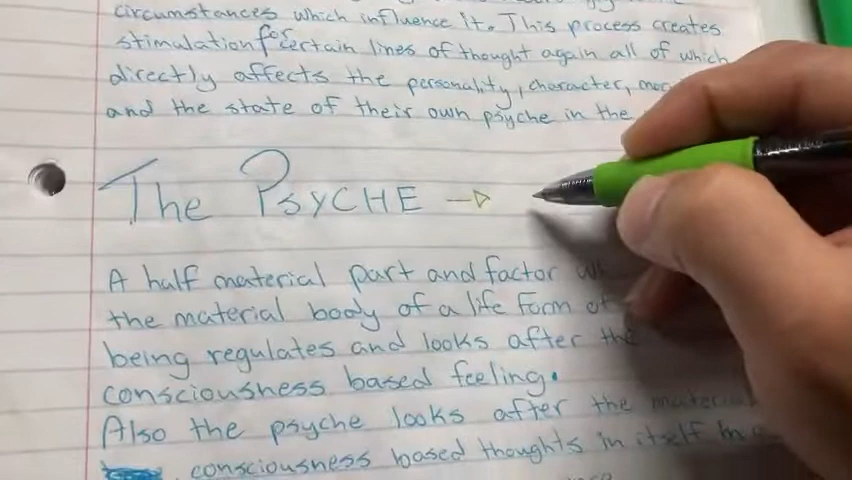 circumstances which influence it. This process creates
stimulation for certain lines of thought again all of which
directly affects the personality, character,
and the state of their own psyche in the
The PSYCHE
A half material part and factor
the material body of a life form
being regulates and looks after the
consciousness based feeling.
Also the psyche looks after the material
consciousness based thoughts in itself in a